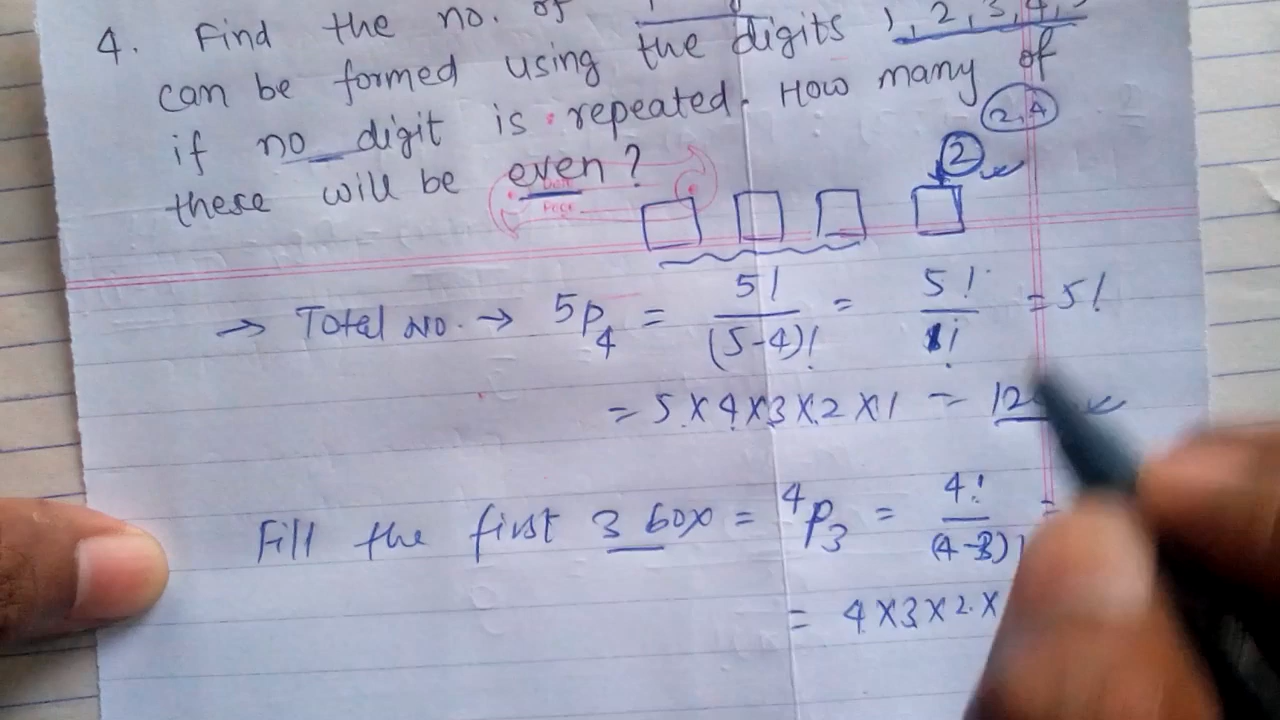 4. Find the no. of
can be formed using the digits 1, 2, 3, 4,
if no digit is repeated. How many of
these will be even?
2, 4
2
→ Total No. → 5P4 = 5!/(5-4)! = 5!/1! = 5!
= 5 × 4 × 3 × 2 × 1 =
Fill the first 3 box = 4P3 = 4!/(4-3)! =
= 4 × 3 × 2 ×